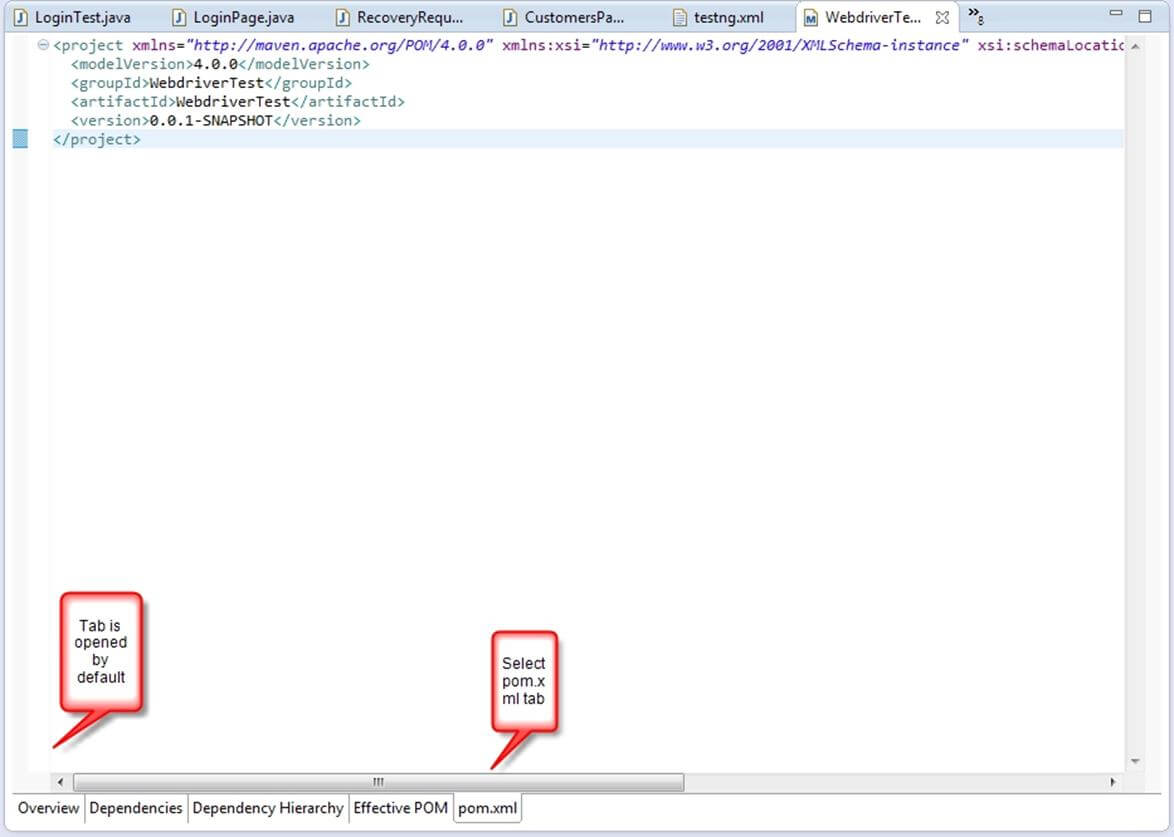 LoginTest.java LoginPage.java RecoveryRequ... CustomersPa... testng.xml WebdriverTe... »8
<project xmlns="http://maven.apache.org/POM/4.0.0" xmlns:xsi="http://www.w3.org/2001/XMLSchema-instance" xsi:schemaLocatic
<modelVersion>4.0.0</modelVersion>
<groupId>WebdriverTest</groupId>
<artifactId>WebdriverTest</artifactId>
<version>0.0.1-SNAPSHOT</version>
</project>
Tab is
opened
by
default
Select
pom.x
ml tab
Overview Dependencies Dependency Hierarchy Effective POM pom.xml